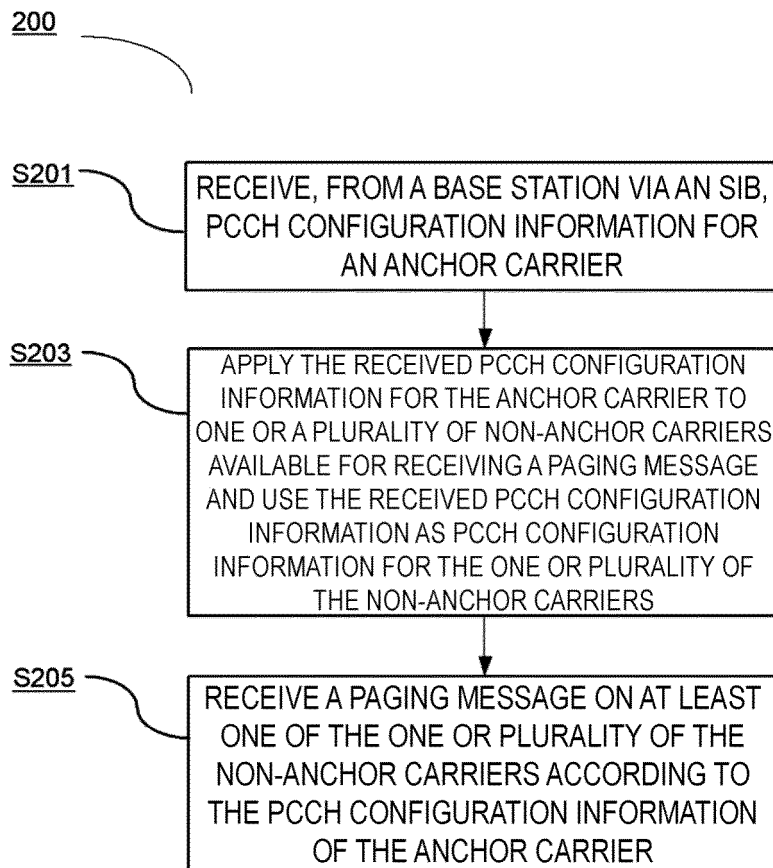 200
S201
RECEIVE, FROM A BASE STATION VIA AN SIB,
PCCH CONFIGURATION INFORMATION FOR
AN ANCHOR CARRIER
S203
APPLY THE RECEIVED PCCH CONFIGURATION
INFORMATION FOR THE ANCHOR CARRIER TO
ONE OR A PLURALITY OF NON-ANCHOR CARRIERS
AVAILABLE FOR RECEIVING A PAGING MESSAGE
AND USE THE RECEIVED PCCH CONFIGURATION
INFORMATION AS PCCH CONFIGURATION
INFORMATION FOR THE ONE OR PLURALITY OF
THE NON-ANCHOR CARRIERS
S205
RECEIVE A PAGING MESSAGE ON AT LEAST
ONE OF THE ONE OR PLURALITY OF THE
NON-ANCHOR CARRIERS ACCORDING TO
THE PCCH CONFIGURATION INFORMATION
OF THE ANCHOR CARRIER